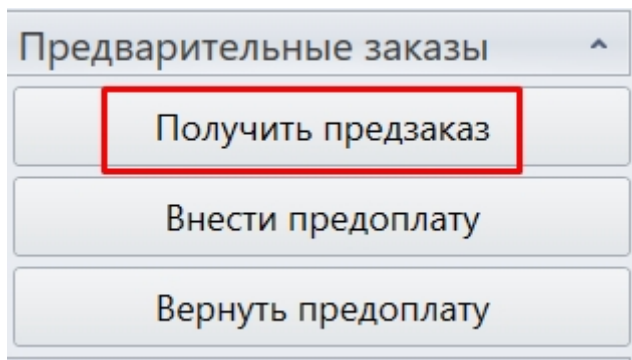 Предварительные заказы
Получить предзаказ
Внести предоплату
Вернуть предоплату